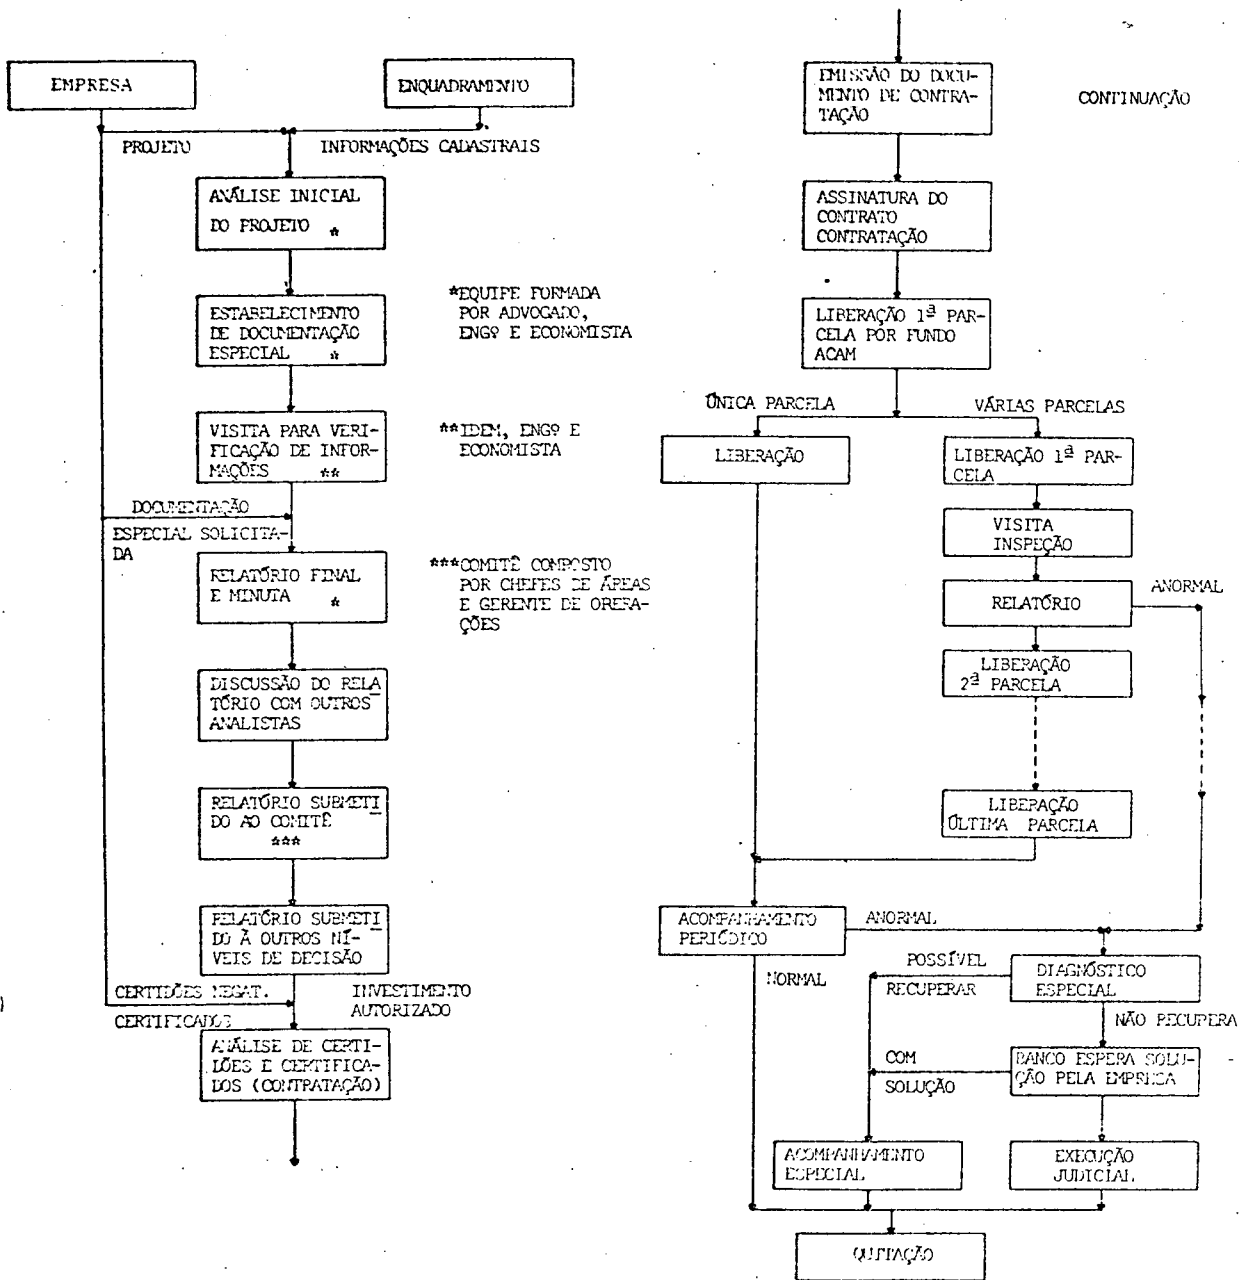 EMPRESA
ENQUADRAMENTO
PROJETO
INFORMAÇÕES CADASTRAIS
ANÁLISE INICIAL
DO PROJETO *
ESTABELECIMENTO
DE DOCUMENTAÇÃO
ESPECIAL *
*EQUIPE FORMADA
POR ADVOGADO,
ENGº E ECONOMISTA
VISITA PARA VERI-
FICAÇÃO DE INFOR-
MAÇÕES **
**IDEM, ENGº E
ECONOMISTA
DOCUMENTAÇÃO
ESPECIAL SOLICITA-
DA
RELATÓRIO FINAL
E MINUTA *
***COMITÊ COMPOSTO
POR CHEFES DE ÁREAS
E GERENTE DE OPERA-
ÇÕES
DISCUSSÃO DO RELA
TÓRIO COM OUTROS
ANALISTAS
RELATÓRIO SUBMETI
DO AO COMITÊ
***
RELATÓRIO SUBMETI
DO À OUTROS NÍ-
VEIS DE DECISÃO
CERTIDÕES NEGAT.
CERTIFICADOS
INVESTIMENTO
AUTORIZADO
ANÁLISE DE CERTI-
DÕES E CERTIFICA-
DOS (CONTRATAÇÃO)
EMISSÃO DO DOCU-
MENTO DE CONTRA-
TAÇÃO
CONTINUAÇÃO
ASSINATURA DO
CONTRATO
CONTRATAÇÃO
LIBERAÇÃO 1ª PAR-
CELA POR FUNDO
ACAM
ÚNICA PARCELA
VÁRIAS PARCELAS
LIBERAÇÃO
LIBERAÇÃO 1ª PAR-
CELA
VISITA
INSPEÇÃO
RELATÓRIO
ANORMAL
LIBERAÇÃO
2ª PARCELA
LIBERAÇÃO
ÚLTIMA PARCELA
ACOMPANHAMENTO
PERIÓDICO
ANORMAL
NORMAL
POSSÍVEL
RECUPERAR
DIAGNÓSTICO
ESPECIAL
NÃO RECUPERA
COM
SOLUÇÃO
BANCO ESPERA SOLU-
ÇÃO PELA EMPRESA
ACOMPANHAMENTO
ESPECIAL
EXECUÇÃO
JUDICIAL
QUITAÇÃO